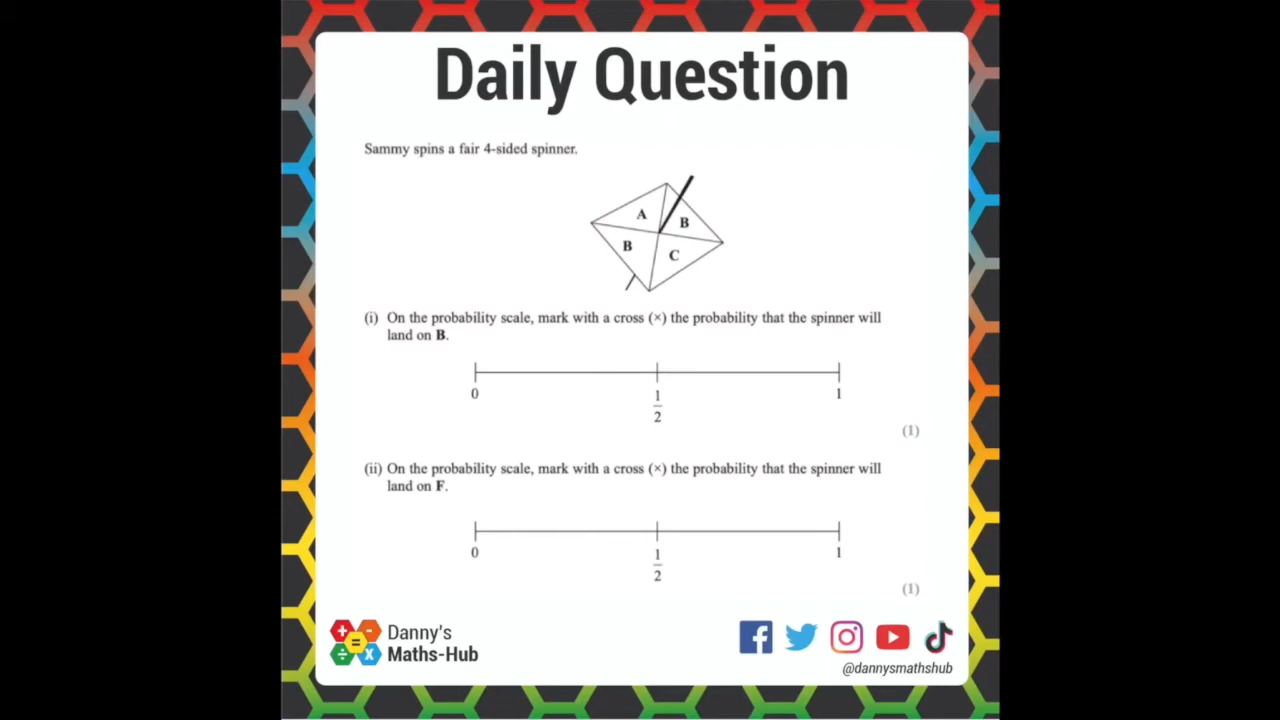 Daily Question
Sammy spins a fair 4-sided spinner.
A
B
B
C
(i) On the probability scale, mark with a cross (×) the probability that the spinner will
land on B.
0
1
2
1
(1)
(ii) On the probability scale, mark with a cross (×) the probability that the spinner will
land on F.
0
1
2
1
(1)
+ -
=
÷ x
Danny's
Maths-Hub
@dannysmathshub